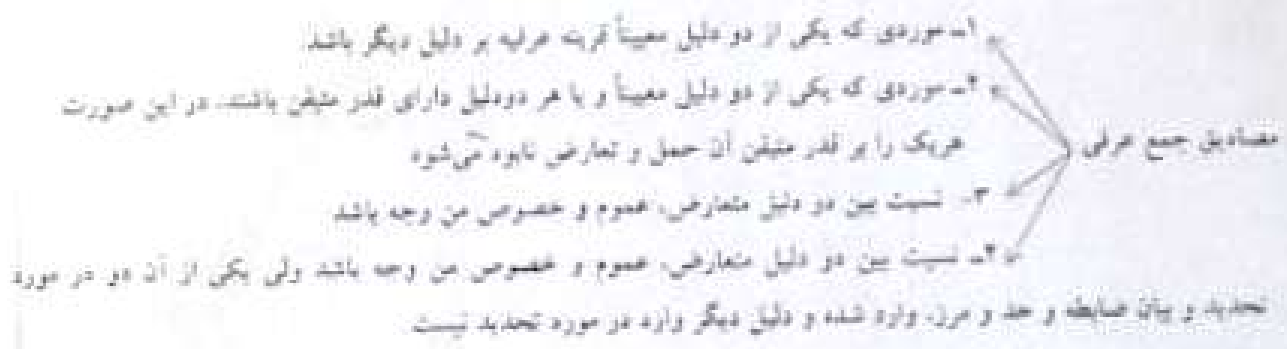 ۱ـ موردی که یکی از دو دلیل معیناً قرینه عرفیه بر دلیل دیگر باشد.
۲ـ موردی که یکی از دو دلیل معیناً و یا هر دودلیل دارای قدر متیقن باشند. در این صورت
هریک را بر قدر متیقن آن حمل و تعارض نابود می‌شود
مصادیق جمع عرفی
۳ـ نسبت بین دو دلیل متعارض، عموم و خصوص من وجه باشد
۴ـ نسبت بین دو دلیل متعارض، عموم و خصوص من وجه باشد ولی یکی از آن دو در مورد
تحدید و بیان ضابطه و حد و مرز، وارد شده و دلیل دیگر وارد در مورد تحدید نیست